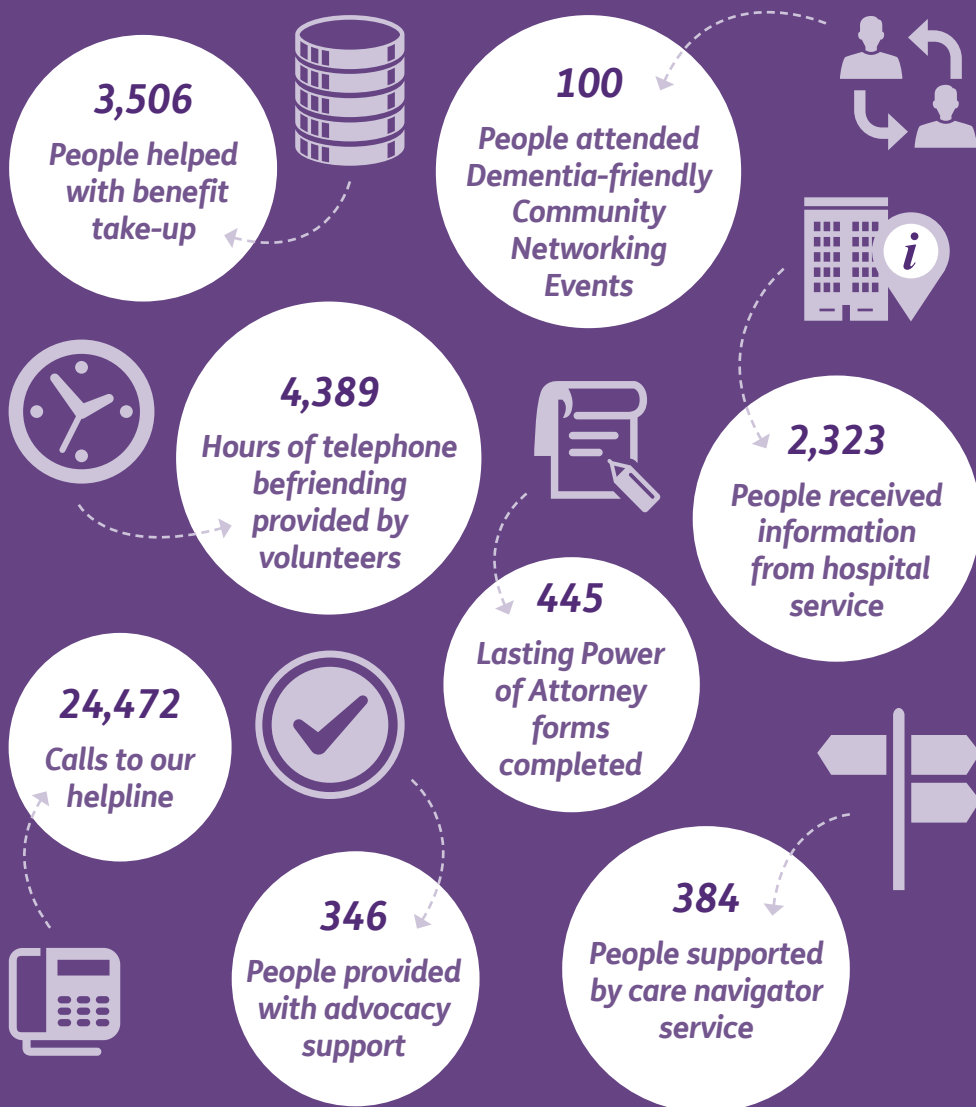 3,506
People helped
with benefit
take-up
100
People attended
Dementia-friendly
Community
Networking
Events
i
4,389
Hours of telephone
befriending
provided by
volunteers
2,323
People received
information
from hospital
service
445
Lasting Power
of Attorney
forms
completed
24,472
Calls to our
helpline
346
People provided
with advocacy
support
384
People supported
by care navigator
service